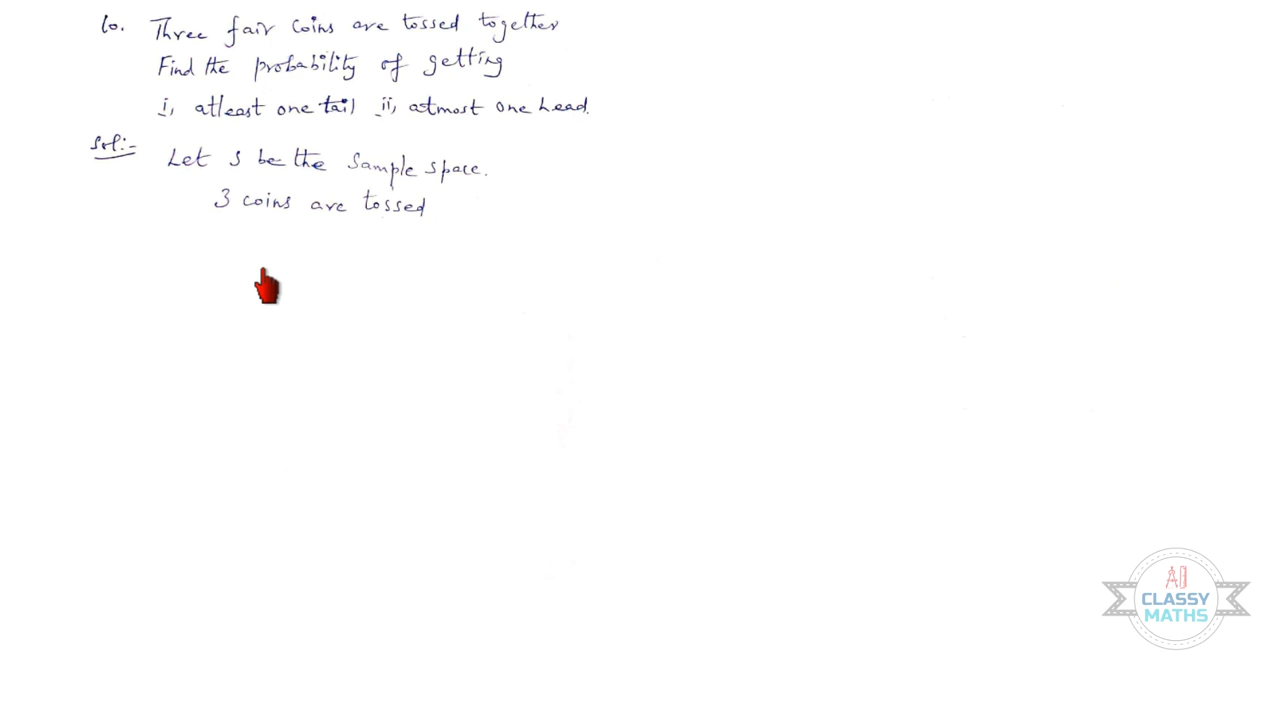 10. Three fair coins are tossed together
Find the probability of getting
i, atleast one tail ii, atmost one head.
Sol:-
Let S be the sample space.
3 coins are tossed
CLASSY
MATHS